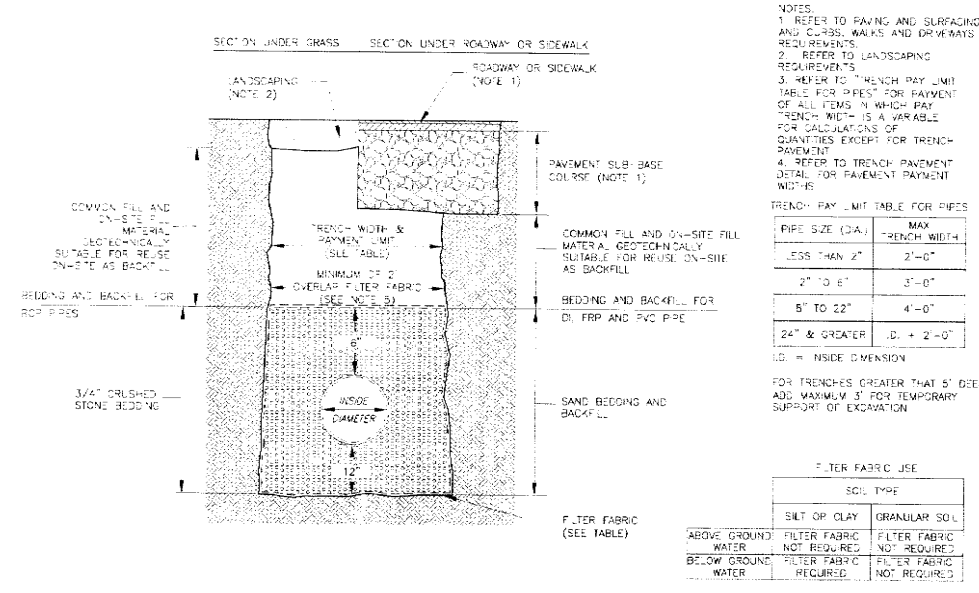 NOTES:
1. REFER TO PAVING AND SURFACING
AND CURBS, WALKS AND DRIVEWAYS
REQUIREMENTS.
2. REFER TO LANDSCAPING
REQUIREMENTS
3. REFER TO "TRENCH PAY LIMIT
TABLE FOR PIPES" FOR PAYMENT
OF ALL ITEMS IN WHICH PAY
TRENCH WIDTH IS A VARIABLE
FOR CALCULATIONS OF
QUANTITIES EXCEPT FOR TRENCH
PAVEMENT
4. REFER TO TRENCH PAVEMENT
DETAIL FOR PAVEMENT PAYMENT
WIDTHS
SECTION UNDER GRASS SECTION UNDER ROADWAY OR SIDEWALK
LANDSCAPING
(NOTE 2)
ROADWAY OR SIDEWALK
(NOTE 1)
PAVEMENT SUB-BASE
COURSE (NOTE 1)
COMMON FILL AND
ON-SITE FILL
MATERIAL
GEOTECHNICALLY
SUITABLE FOR REUSE
ON-SITE AS BACKFILL
TRENCH WIDTH &
PAYMENT LIMIT
(SEE TABLE)
MINIMUM OF 2'
OVERLAP FILTER FABRIC
(SEE NOTE 5)
COMMON FILL AND ON-SITE FILL
MATERIAL GEOTECHNICALLY
SUITABLE FOR REUSE ON-SITE
AS BACKFILL
BEDDING AND BACKFILL FOR
RCP PIPES
BEDDING AND BACKFILL FOR
DI, FRP AND PVC PIPE
6"
INSIDE
DIAMETER
12"
3/4" CRUSHED
STONE BEDDING
SAND BEDDING AND
BACKFILL
FILTER FABRIC
(SEE TABLE)
TRENCH PAY LIMIT TABLE FOR PIPES
PIPE SIZE (DIA.) MAX TRENCH WIDTH
LESS THAN 2" 2'-0"
2" TO 6" 3'-0"
8" TO 22" 4'-0"
24" & GREATER I.D. + 2'-0"
I.D. = INSIDE DIMENSION
FOR TRENCHES GREATER THAT 5' DEE
ADD MAXIMUM 3' FOR TEMPORARY
SUPPORT OF EXCAVATION
FILTER FABRIC USE
SOIL TYPE
SILT OR CLAY GRANULAR SOIL
ABOVE GROUND WATER FILTER FABRIC NOT REQUIRED FILTER FABRIC NOT REQUIRED
BELOW GROUND WATER FILTER FABRIC REQUIRED FILTER FABRIC NOT REQUIRED